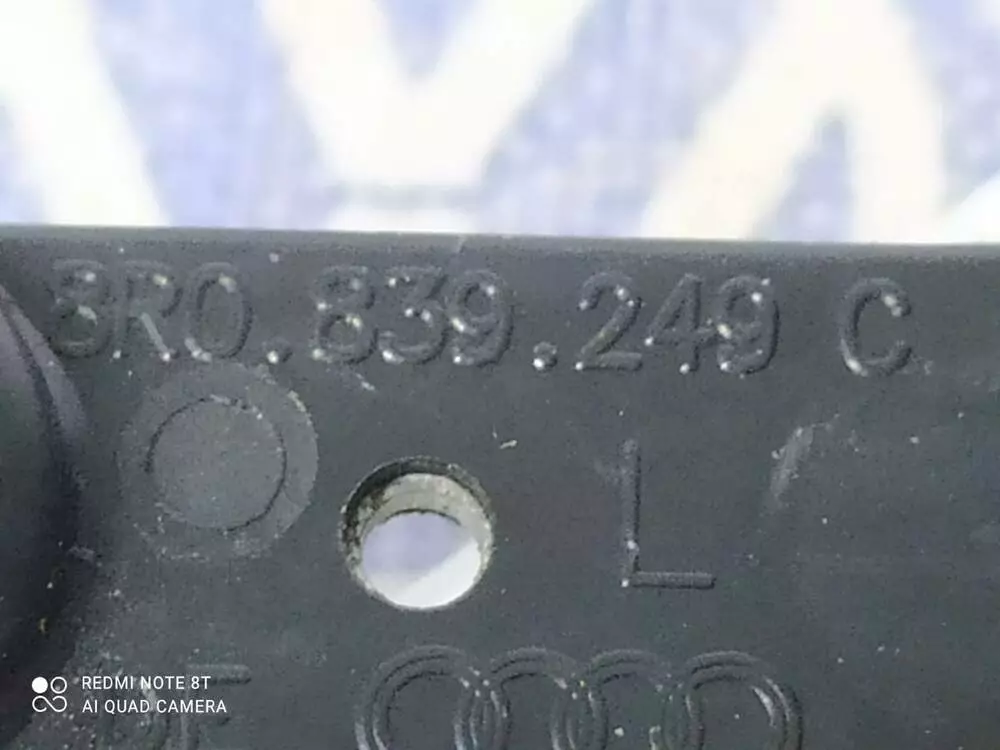 8R0.839.249 C
L
REDMI NOTE 8T
AI QUAD CAMERA